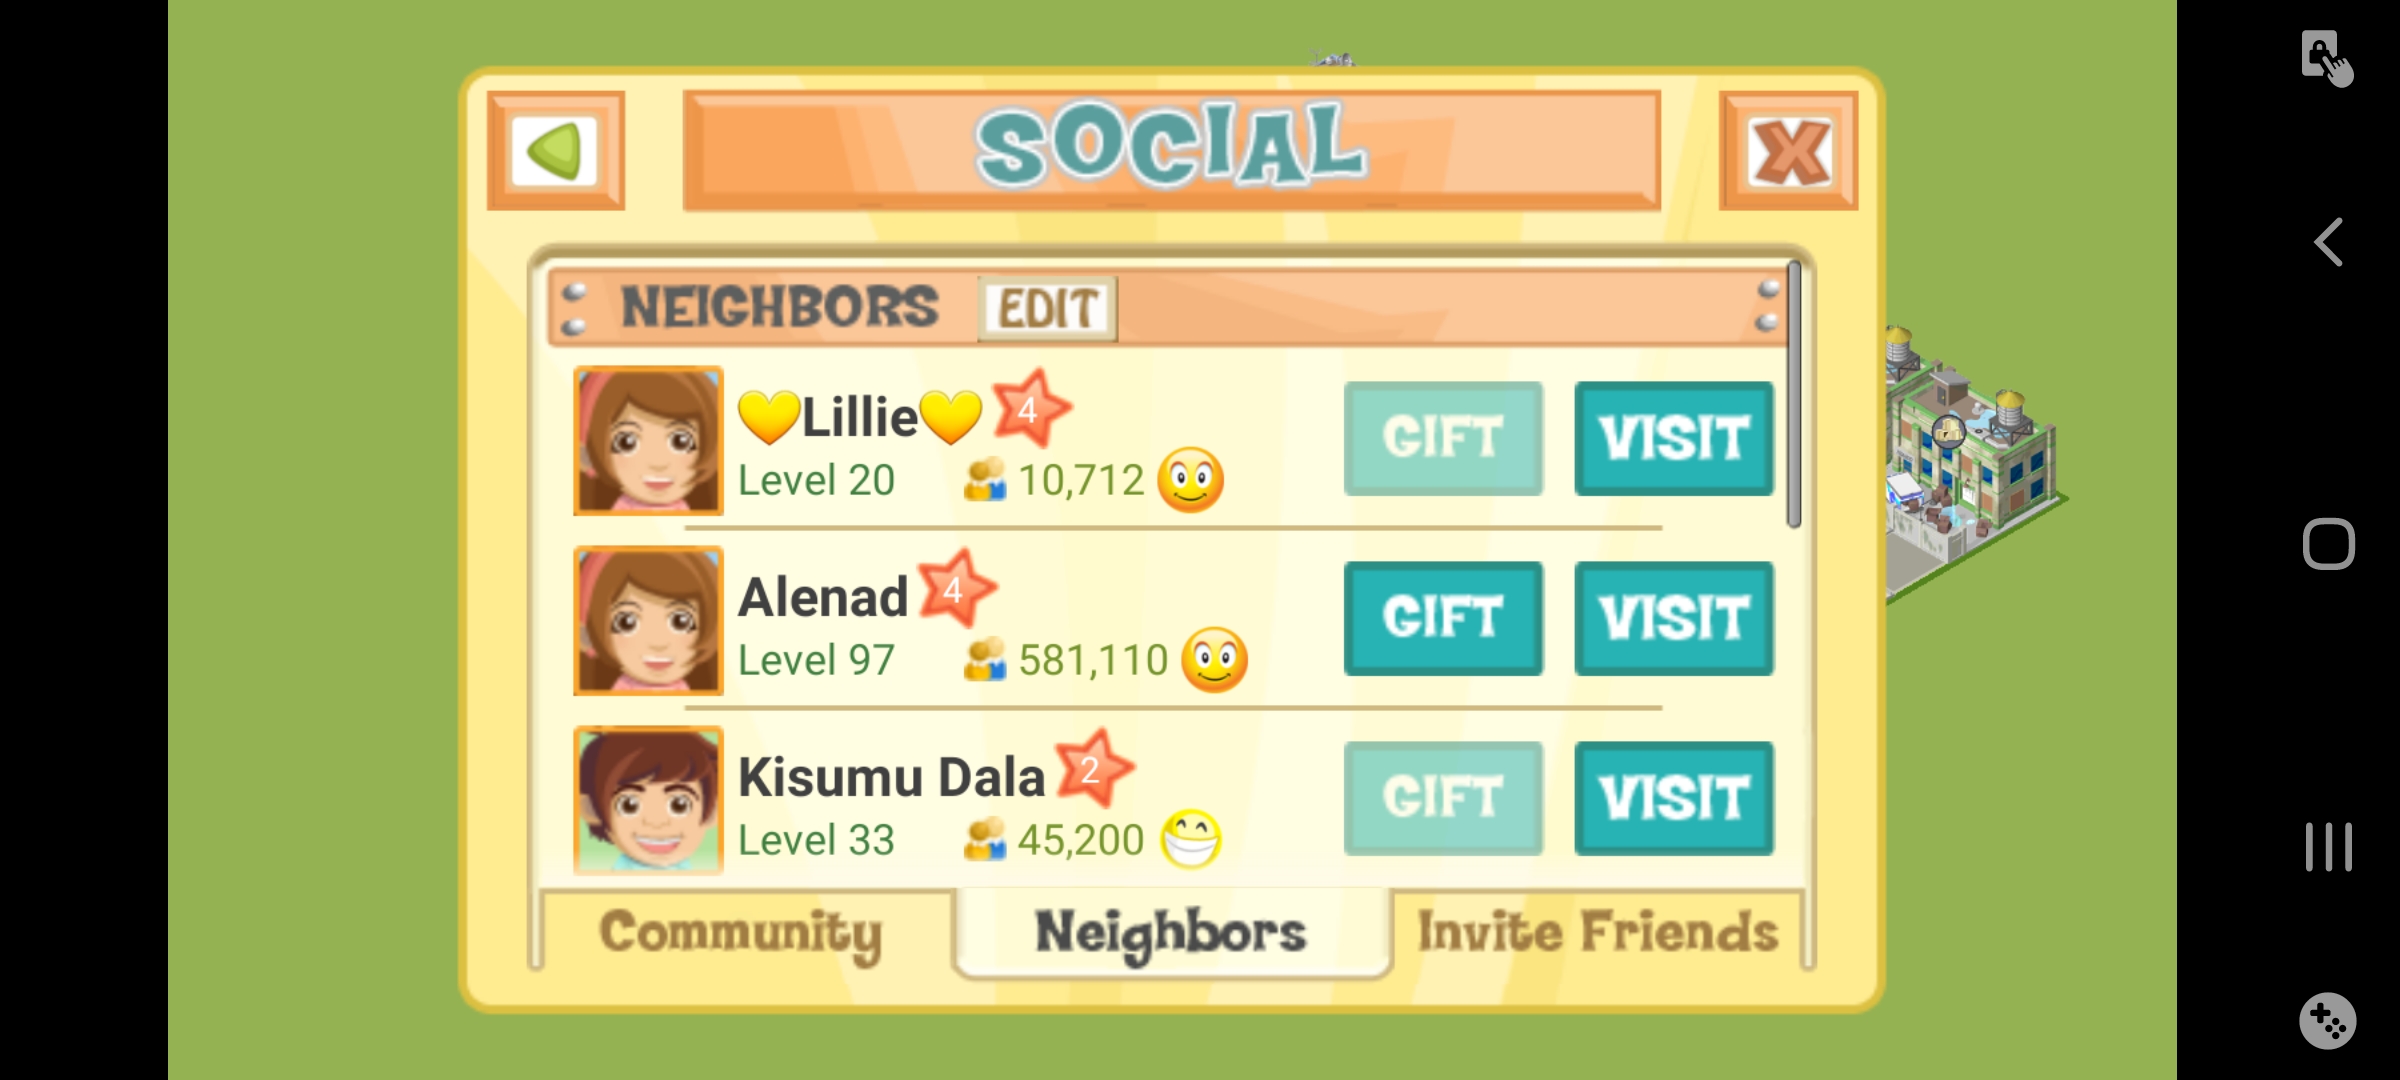 SOCIAL
NEIGHBORS EDIT
💛Lillie💛 4
Level 20 10,712
GIFT VISIT
Alenad 4
Level 97 581,110
GIFT VISIT
Kisumu Dala 2
Level 33 45,200
GIFT VISIT
Community Neighbors Invite Friends